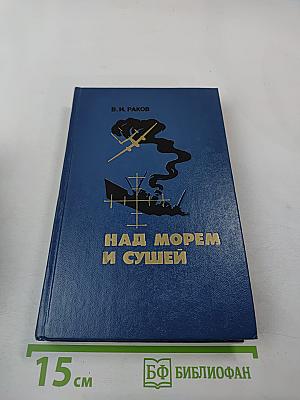 В. И. РАКОВ
НАД МОРЕМ
И СУШЕЙ
15 см
БФ БИБЛИОФАН